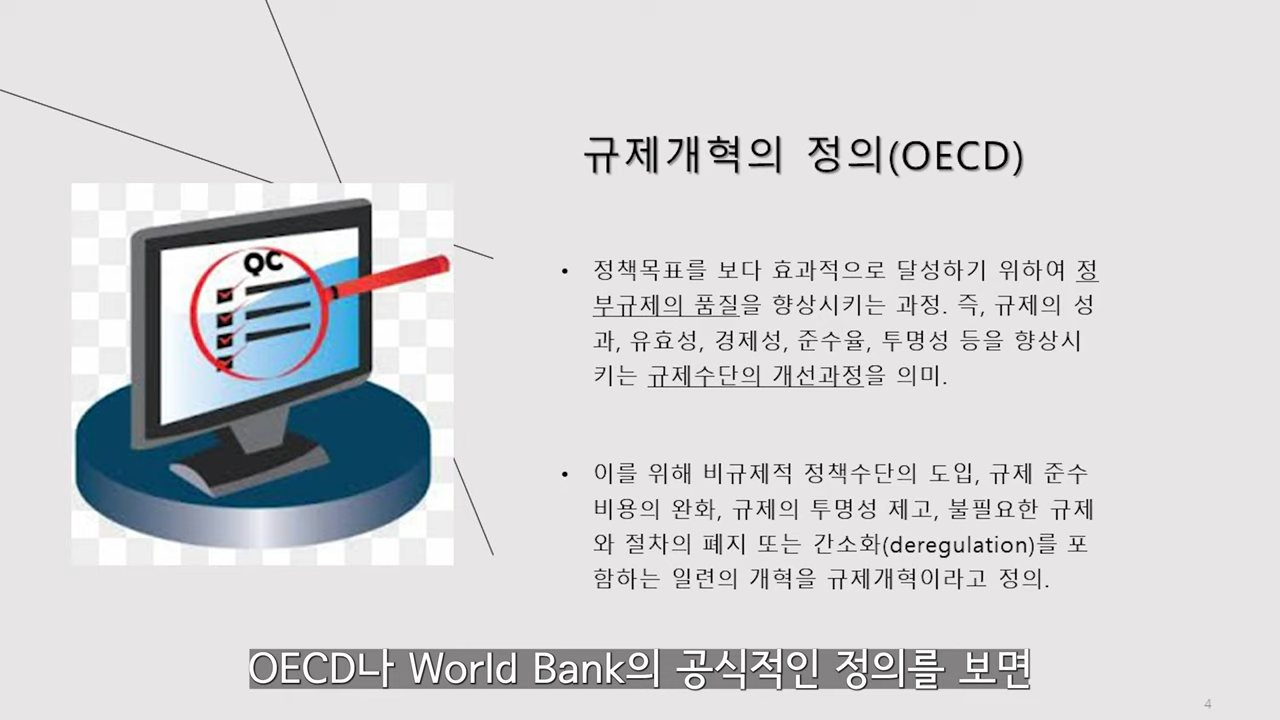 규제개혁의 정의(OECD)
QC
• 정책목표를 보다 효과적으로 달성하기 위하여 정
부규제의 품질을 향상시키는 과정. 즉, 규제의 성
과, 유효성, 경제성, 준수율, 투명성 등을 향상시
키는 규제수단의 개선과정을 의미.
• 이를 위해 비규제적 정책수단의 도입, 규제 준수
비용의 완화, 규제의 투명성 제고, 불필요한 규제
와 절차의 폐지 또는 간소화(deregulation)를 포
함하는 일련의 개혁을 규제개혁이라고 정의.
OECD나 World Bank의 공식적인 정의를 보면
4